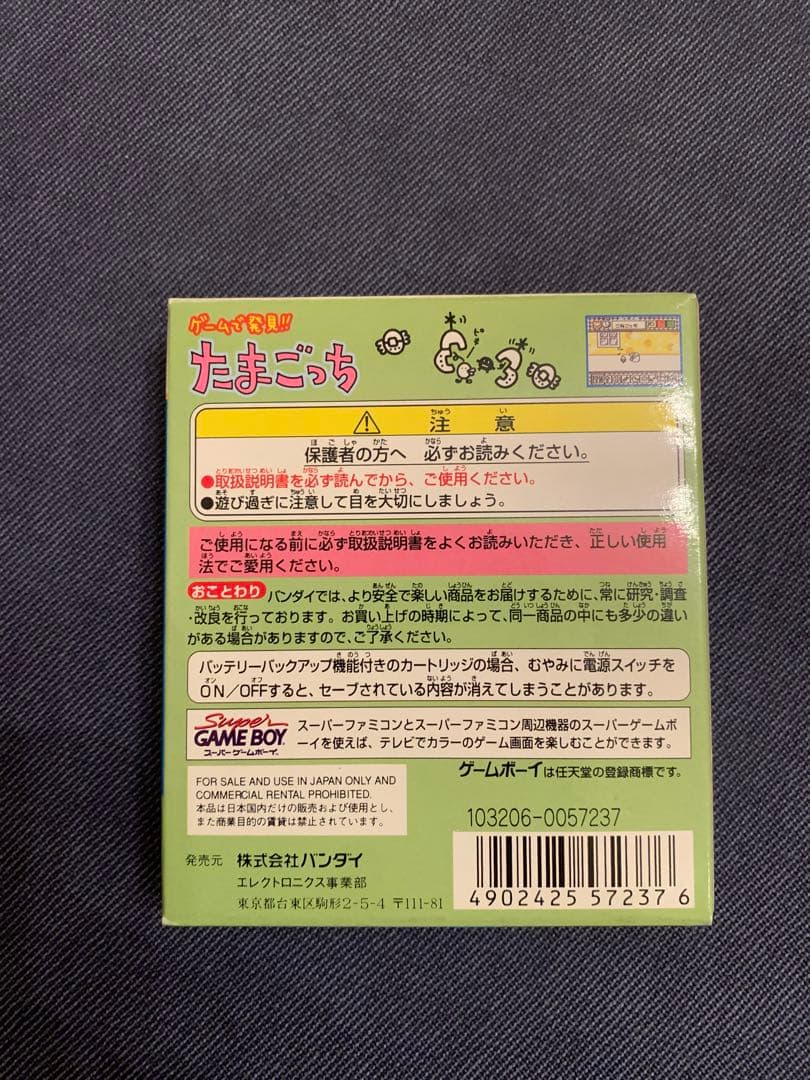 ゲームで発見!!
たまごっち
⚠ 注意
保護者の方へ 必ずお読みください。
●取扱説明書を必ず読んでから、ご使用ください。
●遊び過ぎに注意して目を大切にしましょう。
ご使用になる前に必ず取扱説明書をよくお読みいただき、正しい使用
法でご愛用ください。
おことわり バンダイでは、より安全で楽しい商品をお届けするために、常に研究・調査
・改良を行っております。お買い上げの時期によって、同一商品の中にも多少の違い
がある場合がありますので、ご了承ください。
バッテリーバックアップ機能付きのカートリッジの場合、むやみに電源スイッチを
ON/OFFすると、セーブされている内容が消えてしまうことがあります。
Super
GAME BOY
スーパーゲームボーイ
スーパーファミコンとスーパーファミコン周辺機器のスーパーゲームボ
ーイを使えば、テレビでカラーのゲーム画面を楽しむことができます。
ゲームボーイは任天堂の登録商標です。
FOR SALE AND USE IN JAPAN ONLY AND
COMMERCIAL RENTAL PROHIBITED.
本品は日本国内だけの販売および使用とし、
また商業目的の賃貸は禁止されています。
103206-0057237
発売元 株式会社バンダイ
エレクトロニクス事業部
東京都台東区駒形2-5-4 〒111-81
4902425 572376